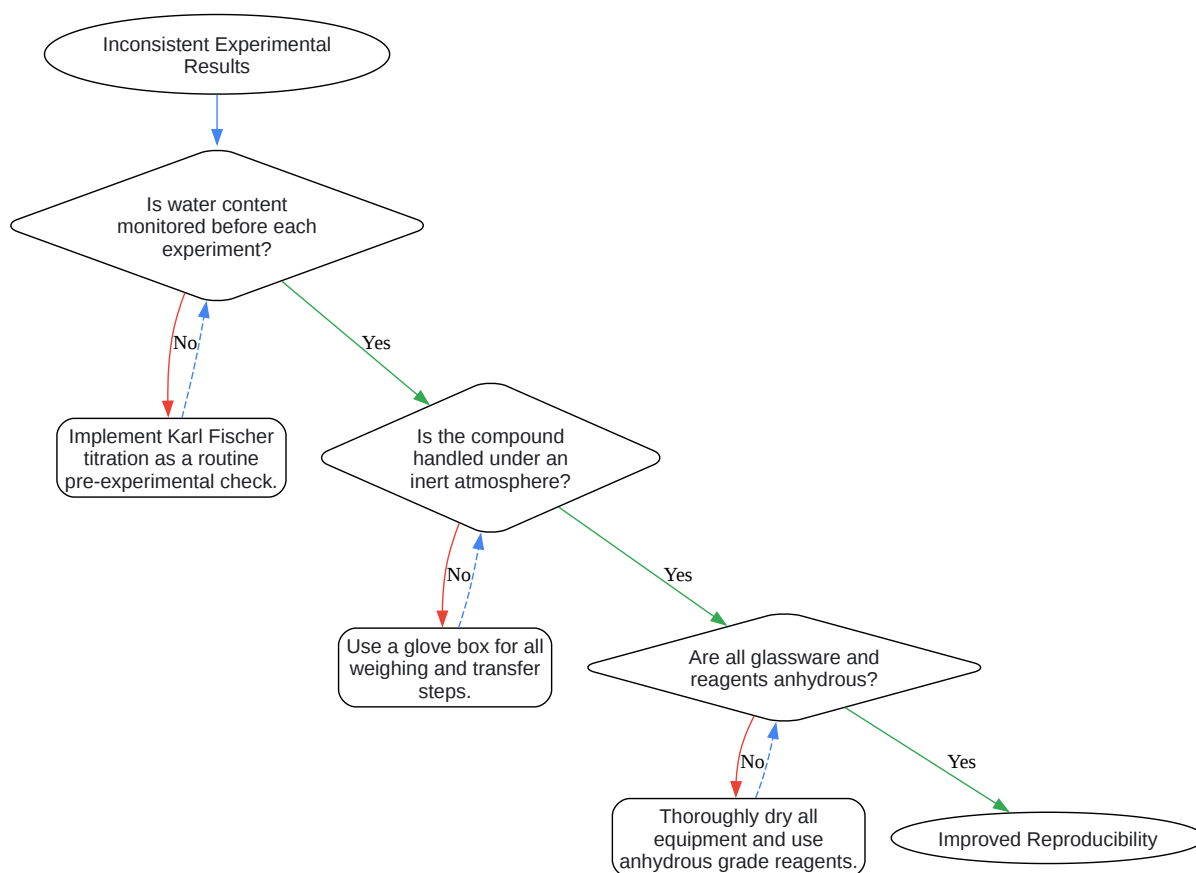 Inconsistent Experimental
Results
Is water content
monitored before each
experiment?
No
Yes
Implement Karl Fischer
titration as a routine
pre-experimental check.
Is the compound
handled under an
inert atmosphere?
No
Yes
Use a glove box for all
weighing and transfer
steps.
Are all glassware and
reagents anhydrous?
No
Yes
Thoroughly dry all
equipment and use
anhydrous grade reagents.
Improved Reproducibility